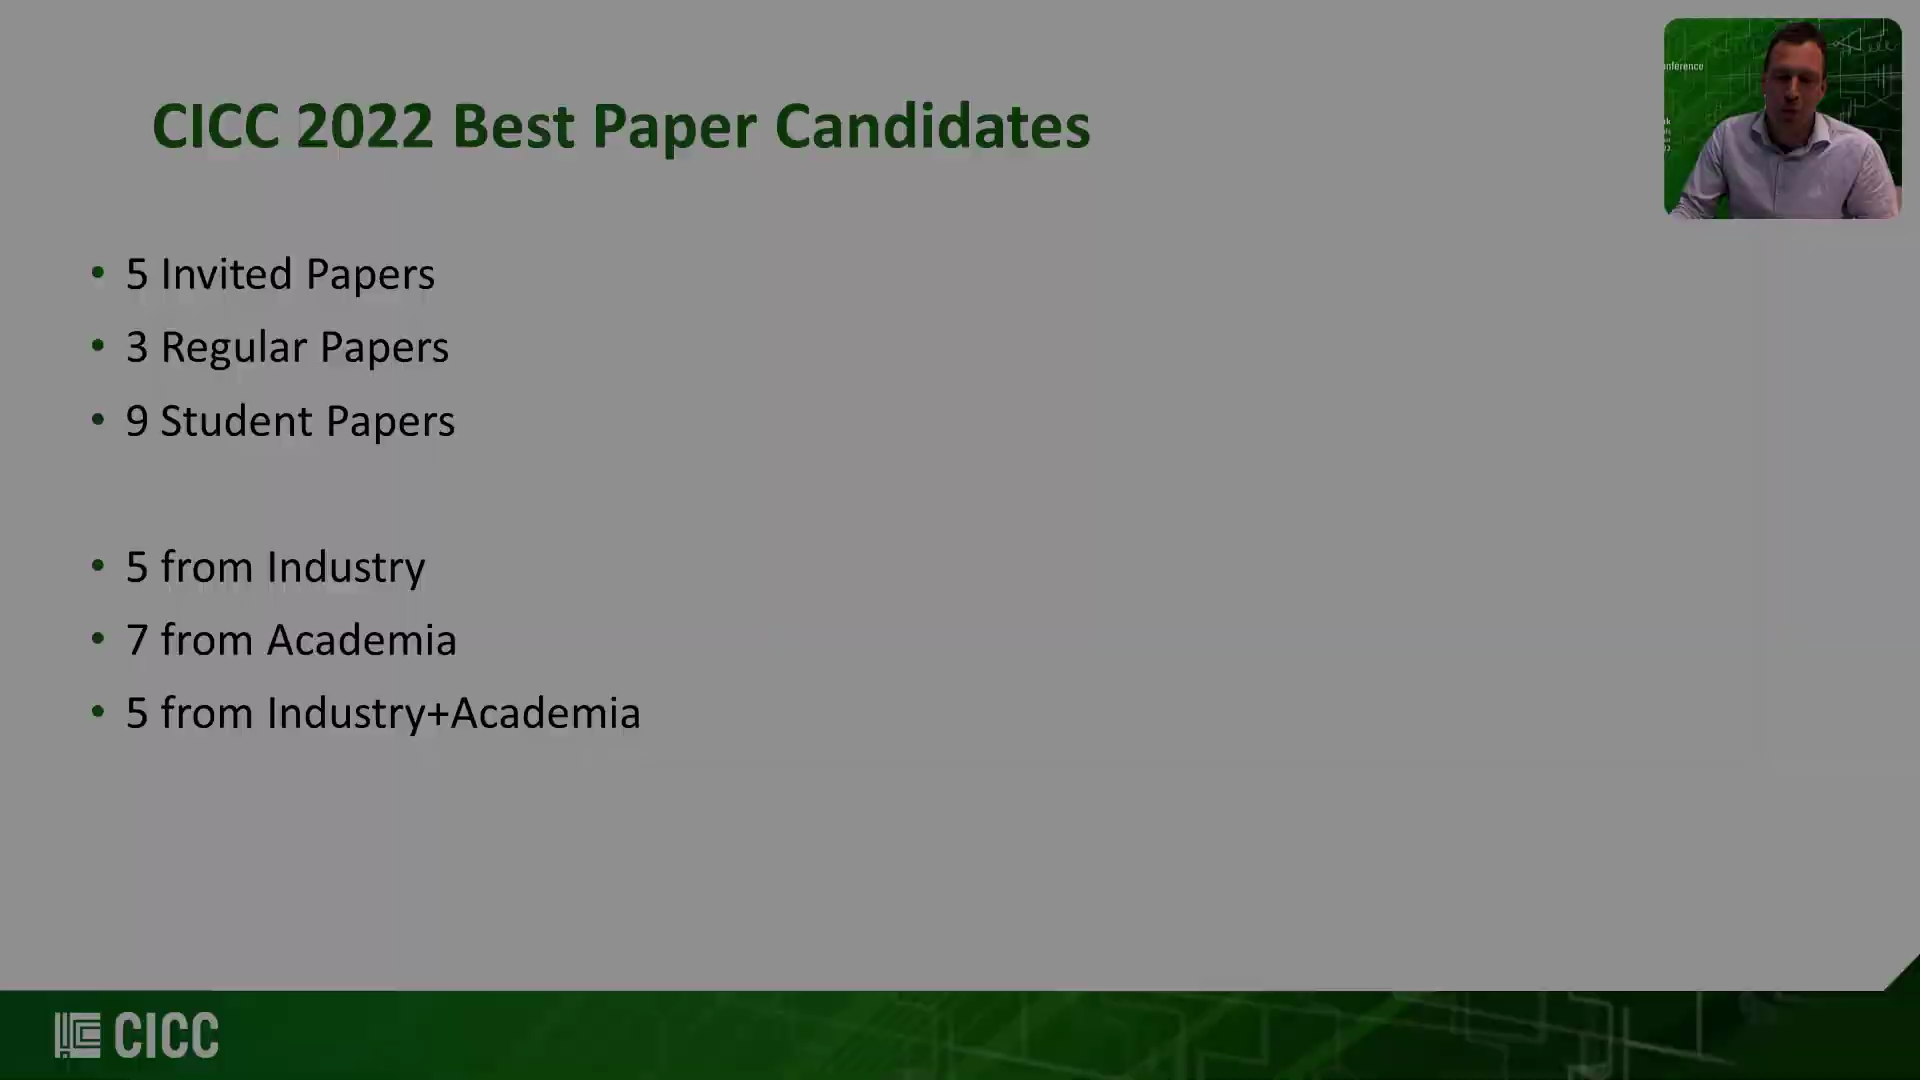 CICC 2022 Best Paper Candidates
nference
• 5 Invited Papers
• 3 Regular Papers
• 9 Student Papers
• 5 from Industry
• 7 from Academia
• 5 from Industry+Academia
CICC